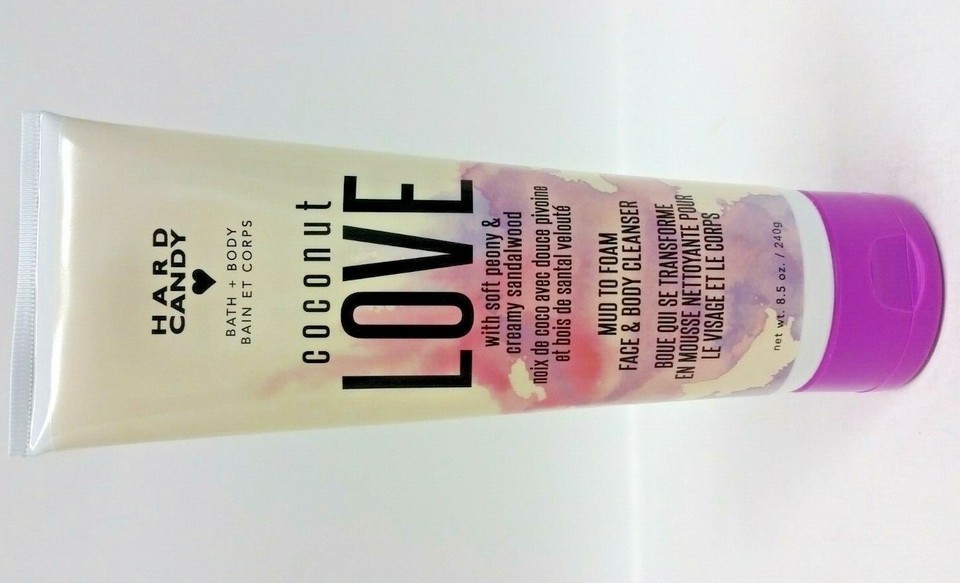 HARD
CANDY
BATH + BODY
BAIN ET CORPS
coconut
LOVE
with soft peony &
creamy sandalwood
noix de coco avec douce pivoine
et bois de santal velouté
MUD TO FOAM
FACE & BODY CLEANSER
BOUE QUI SE TRANSFORME
EN MOUSSE NETTOYANTE POUR
LE VISAGE ET LE CORPS
net wt. 8.5 oz. / 240g